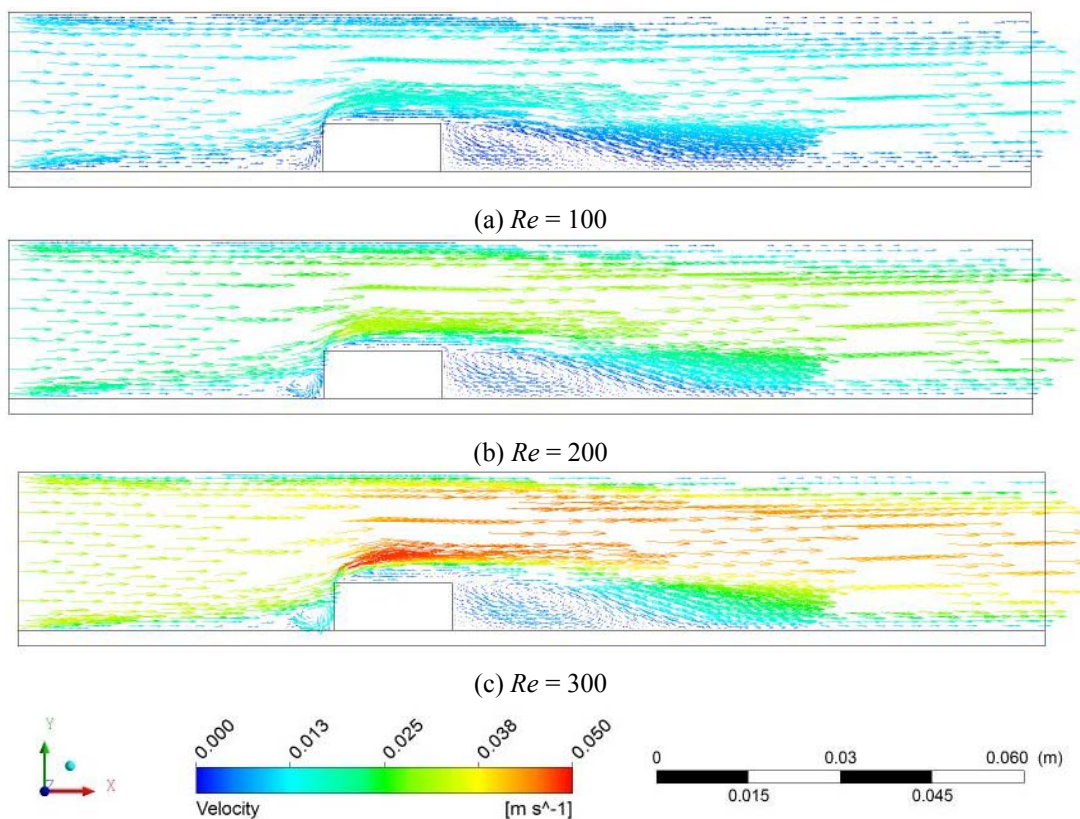 (a) Re = 100
(b) Re = 200
(c) Re = 300
Y
Z X
0.000 0.013 0.025 0.038 0.050
Velocity [m s^-1]
0 0.03 0.060 (m)
0.015 0.045